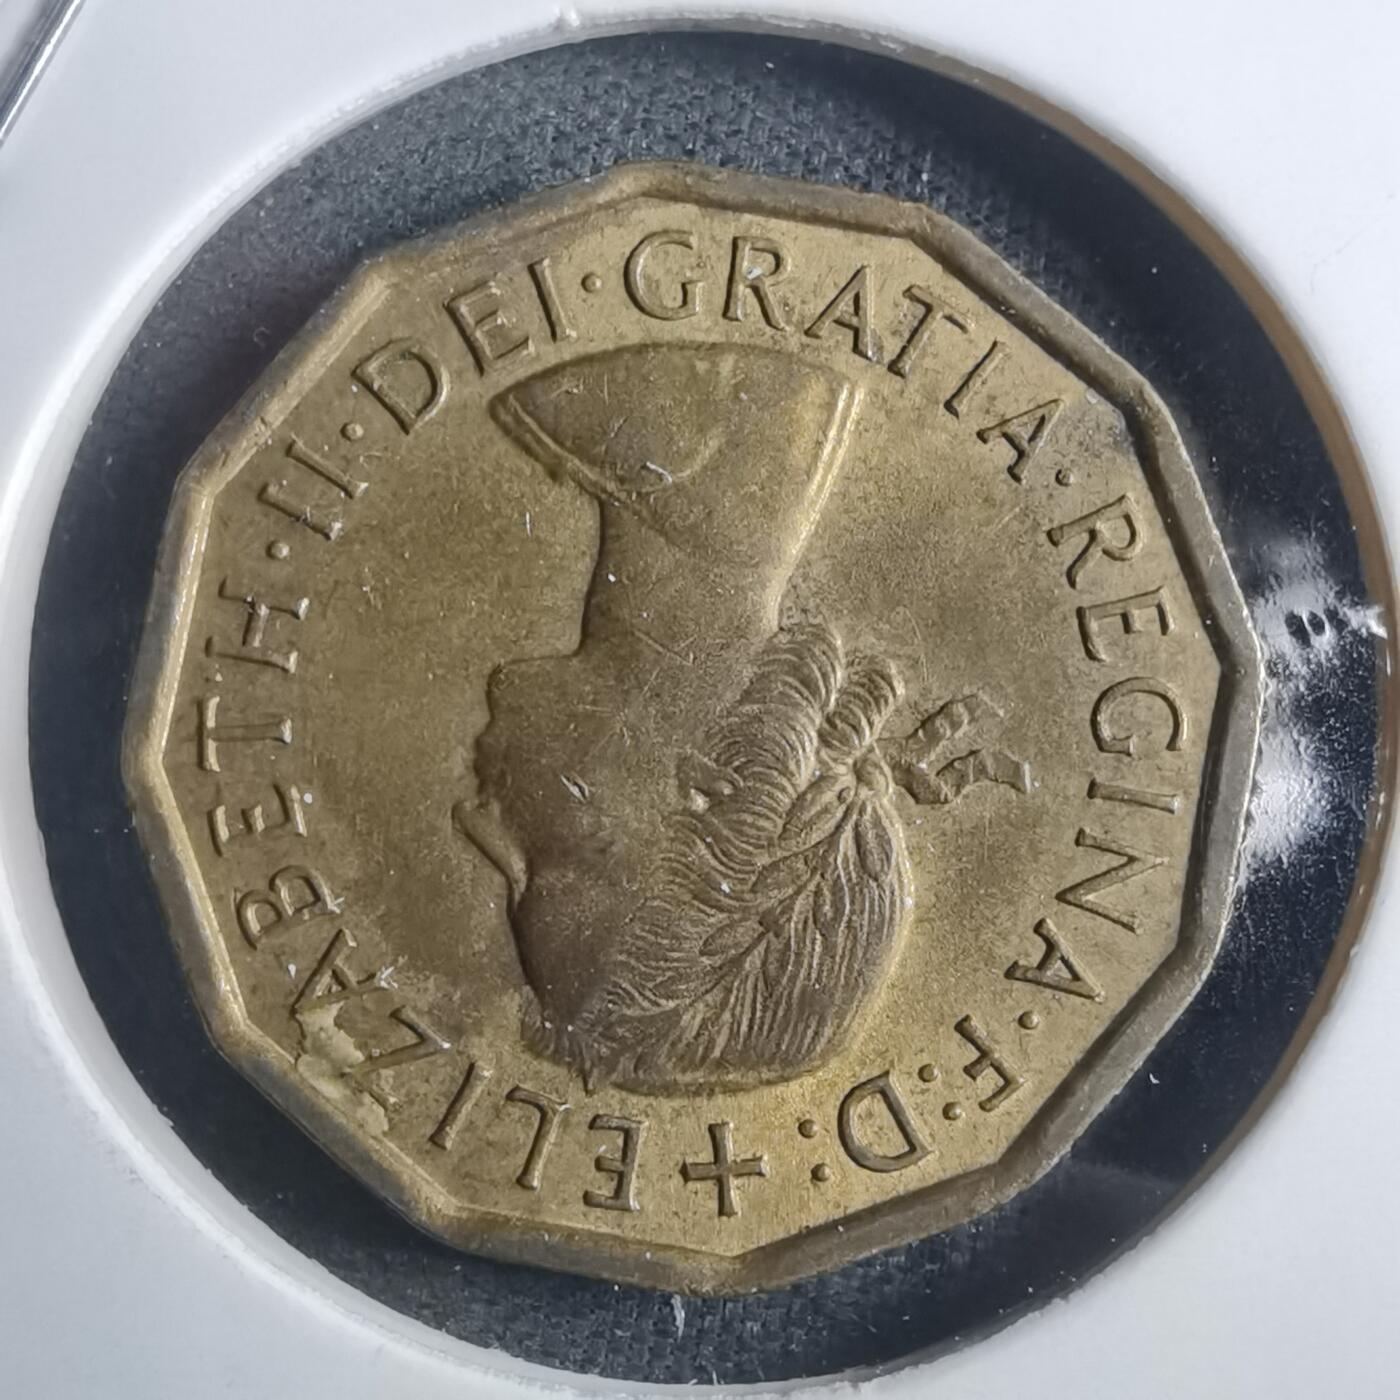 + ELIZABETH · II · DEI · GRATIA · REGINA · F: D: